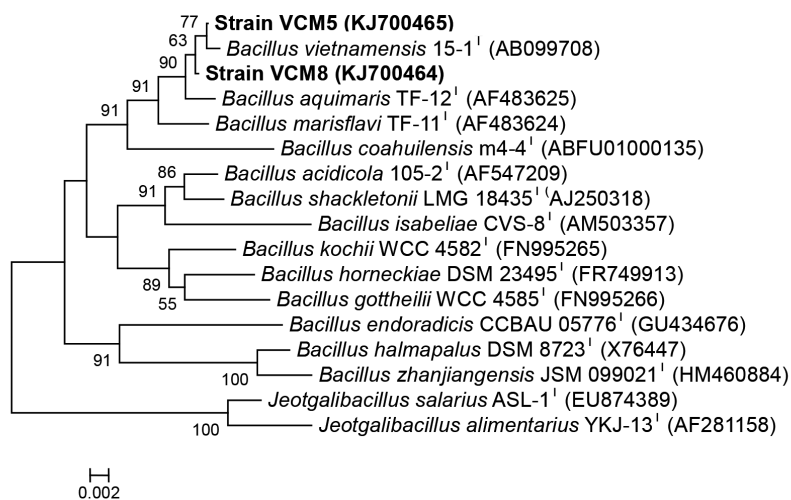 77 Strain VCM5 (KJ700465)
63 Bacillus vietnamensis 15-1ᵀ (AB099708)
90 Strain VCM8 (KJ700464)
91 Bacillus aquimaris TF-12ᵀ (AF483625)
91 Bacillus marisflavi TF-11ᵀ (AF483624)
Bacillus coahuilensis m4-4ᵀ (ABFU01000135)
86 Bacillus acidicola 105-2ᵀ (AF547209)
91 Bacillus shackletonii LMG 18435ᵀ (AJ250318)
Bacillus isabeliae CVS-8ᵀ (AM503357)
Bacillus kochii WCC 4582ᵀ (FN995265)
89 Bacillus horneckiae DSM 23495ᵀ (FR749913)
55 Bacillus gottheilii WCC 4585ᵀ (FN995266)
Bacillus endoradicis CCBAU 05776ᵀ (GU434676)
91 Bacillus halmapalus DSM 8723ᵀ (X76447)
100 Bacillus zhanjiangensis JSM 099021ᵀ (HM460884)
Jeotgalibacillus salarius ASL-1ᵀ (EU874389)
100 Jeotgalibacillus alimentarius YKJ-13ᵀ (AF281158)
0.002